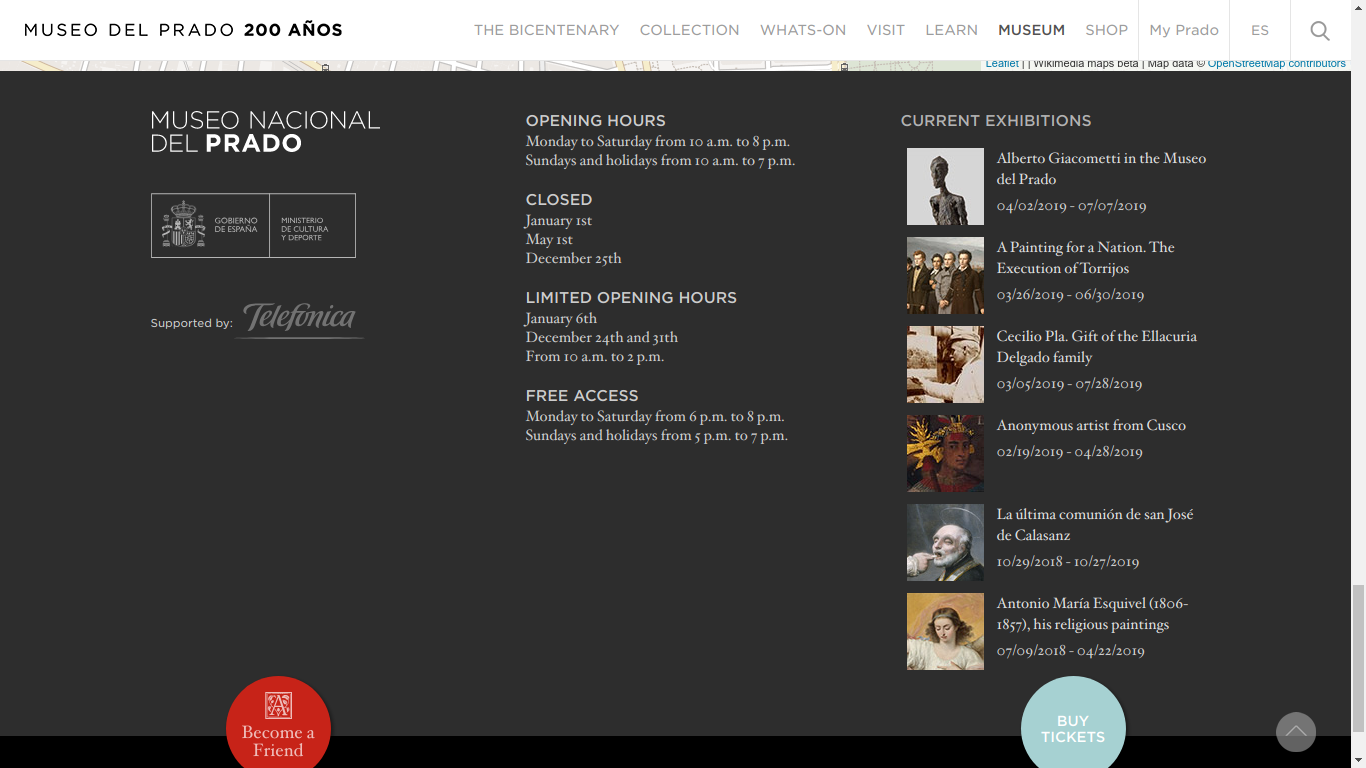 MUSEO DEL PRADO 200 AÑOS
THE BICENTENARY
COLLECTION
WHATS-ON
VISIT
LEARN
MUSEUM
SHOP
My Prado
ES
Leaflet | | Wikimedia maps beta | Map data © OpenStreetMap contributors
MUSEO NACIONAL
DEL PRADO
GOBIERNO
DE ESPAÑA
MINISTERIO
DE CULTURA
Y DEPORTE
Supported by: Telefónica
OPENING HOURS
Monday to Saturday from 10 a.m. to 8 p.m.
Sundays and holidays from 10 a.m. to 7 p.m.
CLOSED
January 1st
May 1st
December 25th
LIMITED OPENING HOURS
January 6th
December 24th and 31th
From 10 a.m. to 2 p.m.
FREE ACCESS
Monday to Saturday from 6 p.m. to 8 p.m.
Sundays and holidays from 5 p.m. to 7 p.m.
CURRENT EXHIBITIONS
Alberto Giacometti in the Museo
del Prado
04/02/2019 - 07/07/2019
A Painting for a Nation. The
Execution of Torrijos
03/26/2019 - 06/30/2019
Cecilio Pla. Gift of the Ellacuria
Delgado family
03/05/2019 - 07/28/2019
Anonymous artist from Cusco
02/19/2019 - 04/28/2019
La última comunión de san José
de Calasanz
10/29/2018 - 10/27/2019
Antonio María Esquivel (1806-
1857), his religious paintings
07/09/2018 - 04/22/2019
Become a
Friend
BUY
TICKETS